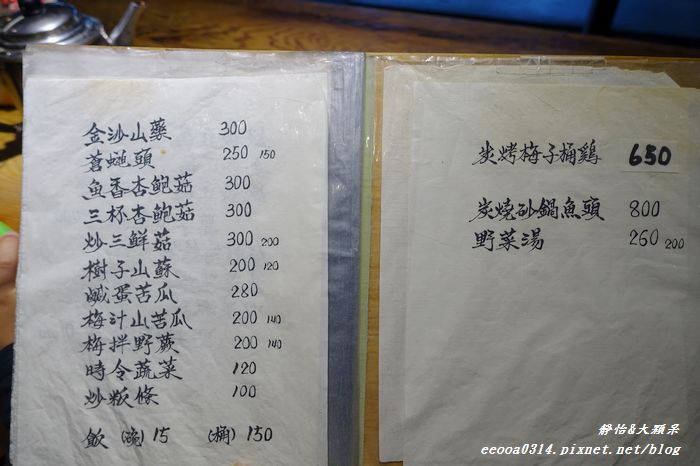 金沙山藥 300
蒼蠅頭 250 150
魚香杏鮑菇 300
三杯杏鮑菇 300
炒三鮮菇 300 200
樹子山蘇 200 120
鹹蛋苦瓜 280
梅汁山苦瓜 200 140
梅拌野蕨 200 140
時令蔬菜 120
炒粄條 100
飯(碗)15 (桶)150
炭烤梅子桶鷄 650
炭燒砂鍋魚頭 800
野菜湯 260 200
靜怡&大顆呆
eeooa0314.pixnet.net/blog